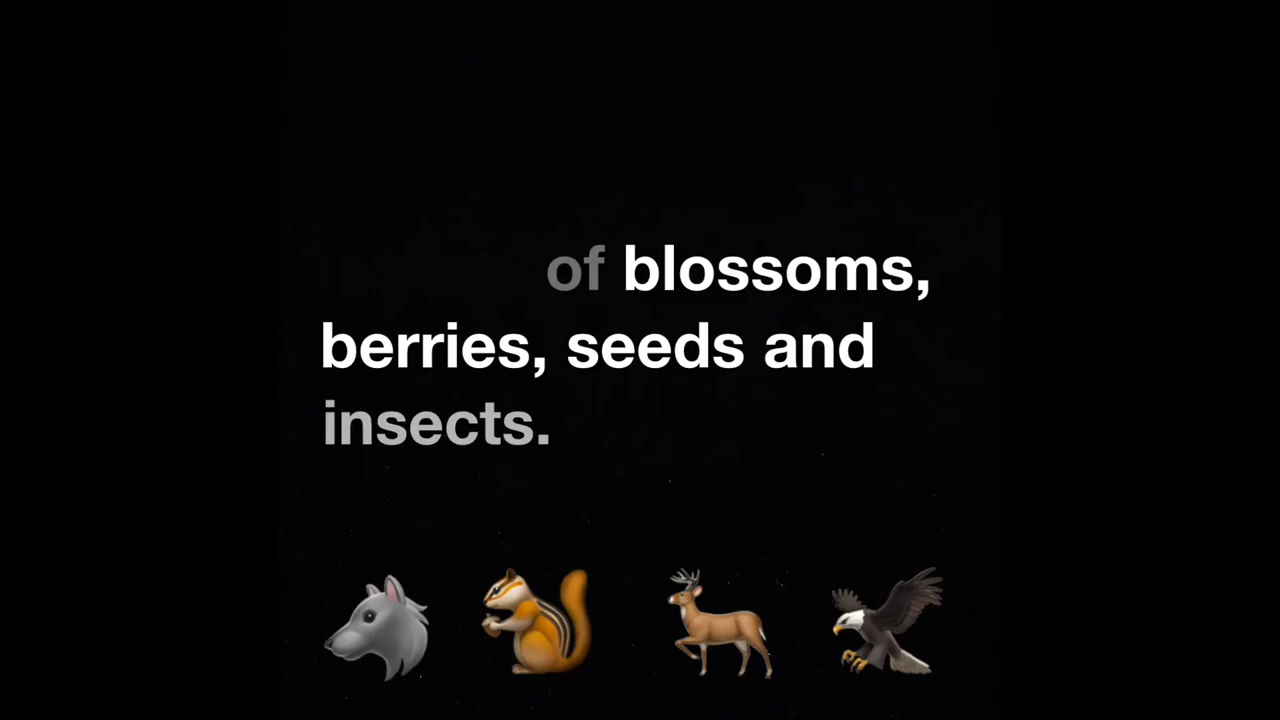 of blossoms,
berries, seeds and
insects.